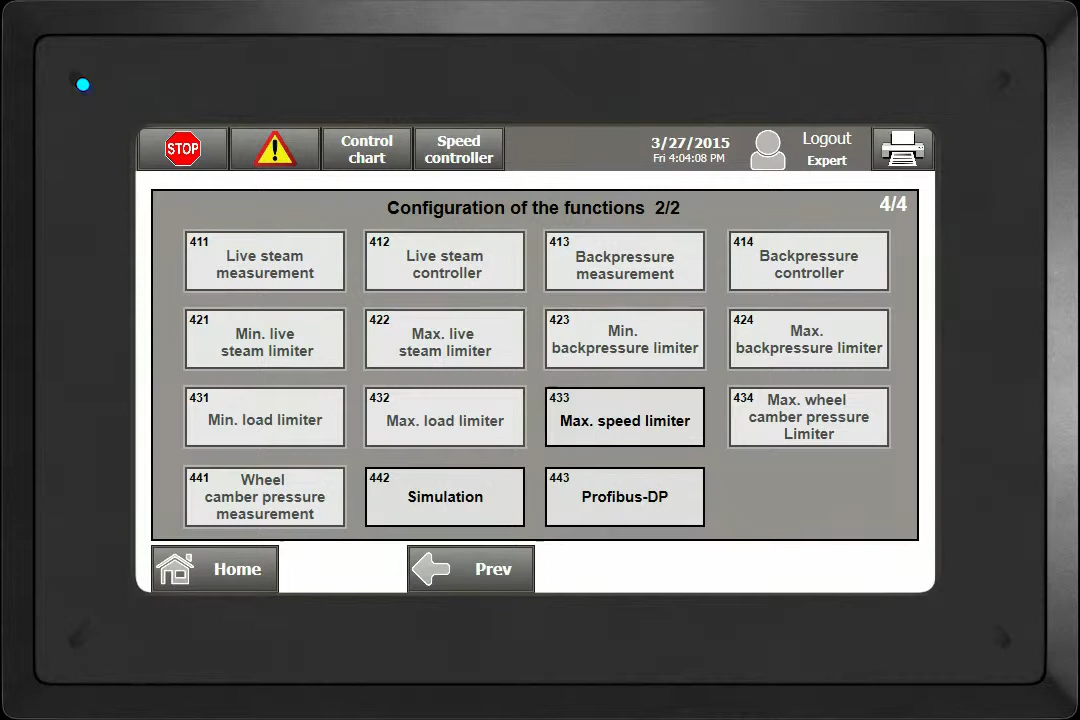 STOP
Control
chart
Speed
controller
3/27/2015
Fri 4:04:08 PM
Logout
Expert
Configuration of the functions 2/2
4/4
411
Live steam
measurement
412
Live steam
controller
413
Backpressure
measurement
414
Backpressure
controller
421
Min. live
steam limiter
422
Max. live
steam limiter
423
Min.
backpressure limiter
424
Max.
backpressure limiter
431
Min. load limiter
432
Max. load limiter
433
Max. speed limiter
434
Max. wheel
camber pressure
Limiter
441
Wheel
camber pressure
measurement
442
Simulation
443
Profibus-DP
Home
Prev